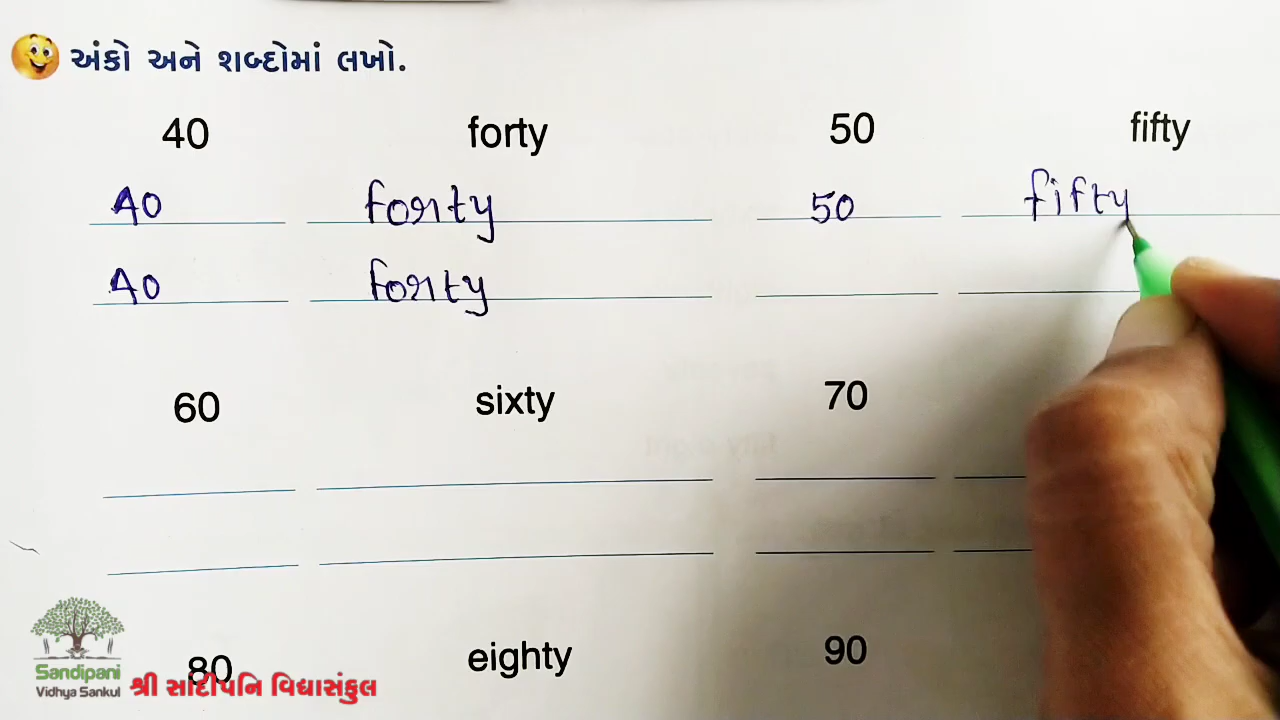 અંકો અને શબ્દોમાં લખો.
40 forty 50 fifty
40 forty 50 fifty
40 forty
60 sixty 70
80 eighty 90
Sandipani
Vidhya Sankul
શ્રી સાંદીપનિ વિદ્યાસંકુલ